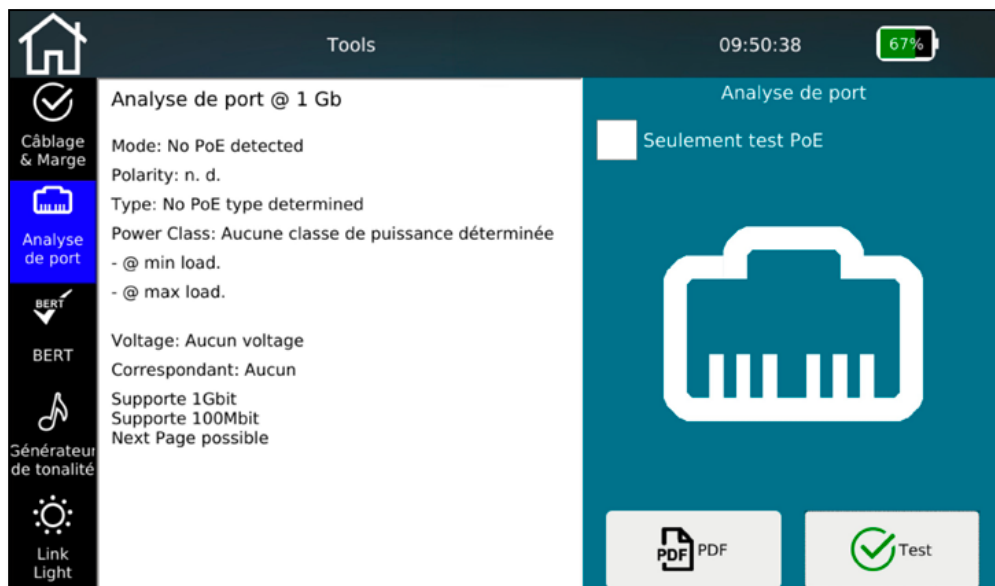 Tools
09:50:38
67%
Câblage
& Marge
Analyse
de port
BERT
BERT
Générateur
de tonalité
Link
Light
Analyse de port @ 1 Gb
Mode: No PoE detected
Polarity: n. d.
Type: No PoE type determined
Power Class: Aucune classe de puissance déterminée
- @ min load.
- @ max load.
Voltage: Aucun voltage
Correspondant: Aucun
Supporte 1Gbit
Supporte 100Mbit
Next Page possible
Analyse de port
Seulement test PoE
PDF PDF
Test